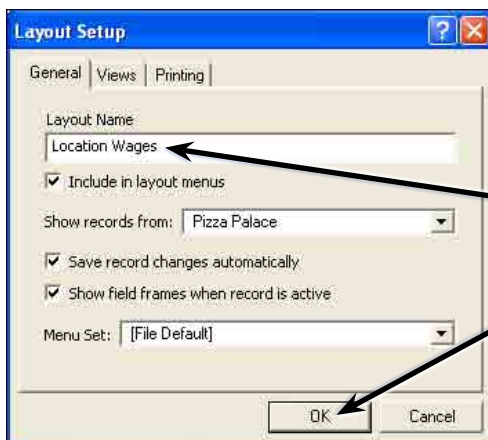 Layout Setup
General Views Printing
Layout Name
Location Wages
Include in layout menus
Show records from: Pizza Palace
Save record changes automatically
Show field frames when record is active
Menu Set: [File Default]
OK Cancel